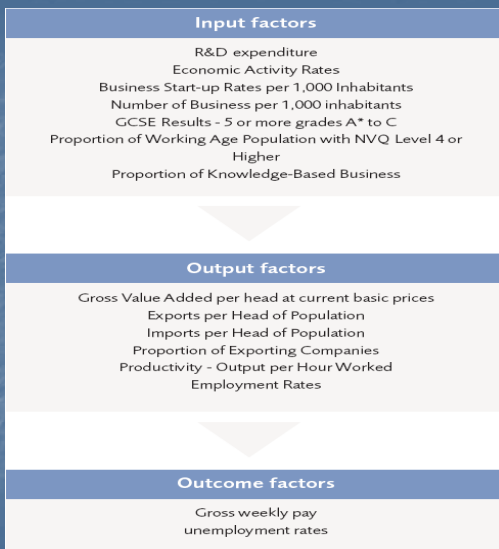 Input factors
R&D expenditure
Economic Activity Rates
Business Start-up Rates per 1,000 Inhabitants
Number of Business per 1,000 inhabitants
GCSE Results - 5 or more grades A* to C
Proportion of Working Age Population with NVQ Level 4 or
Higher
Proportion of Knowledge-Based Business
Output factors
Gross Value Added per head at current basic prices
Exports per Head of Population
Imports per Head of Population
Proportion of Exporting Companies
Productivity - Output per Hour Worked
Employment Rates
Outcome factors
Gross weekly pay
unemployment rates